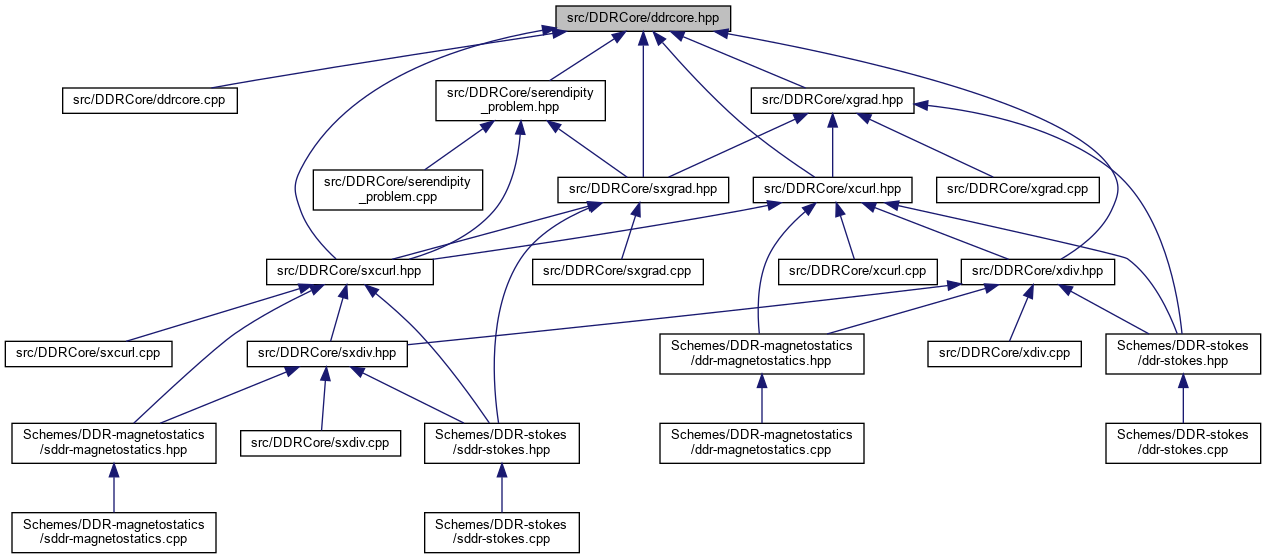 src/DDRCore/ddrcore.hpp
src/DDRCore/ddrcore.cpp
src/DDRCore/serendipity
_problem.hpp
src/DDRCore/xgrad.hpp
src/DDRCore/serendipity
_problem.cpp
src/DDRCore/sxgrad.hpp
src/DDRCore/xcurl.hpp
src/DDRCore/xgrad.cpp
src/DDRCore/sxcurl.hpp
src/DDRCore/sxgrad.cpp
src/DDRCore/xcurl.cpp
src/DDRCore/xdiv.hpp
src/DDRCore/sxcurl.cpp
src/DDRCore/sxdiv.hpp
Schemes/DDR-magnetostatics
/ddr-magnetostatics.hpp
src/DDRCore/xdiv.cpp
Schemes/DDR-stokes
/ddr-stokes.hpp
Schemes/DDR-magnetostatics
/sddr-magnetostatics.hpp
src/DDRCore/sxdiv.cpp
Schemes/DDR-stokes
/sddr-stokes.hpp
Schemes/DDR-magnetostatics
/ddr-magnetostatics.cpp
Schemes/DDR-stokes
/ddr-stokes.cpp
Schemes/DDR-magnetostatics
/sddr-magnetostatics.cpp
Schemes/DDR-stokes
/sddr-stokes.cpp